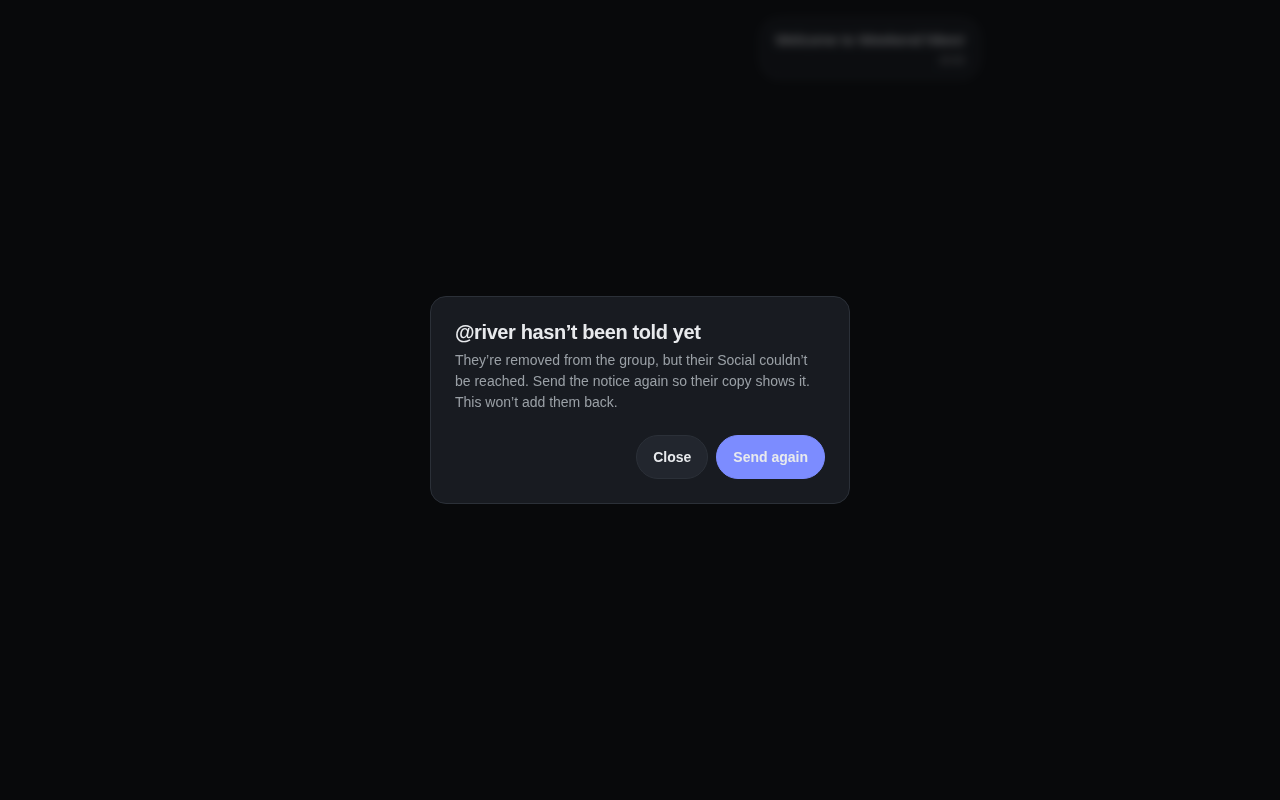 @river hasn’t been told yet
They’re removed from the group, but their Social couldn’t
be reached. Send the notice again so their copy shows it.
This won’t add them back.
Close
Send again